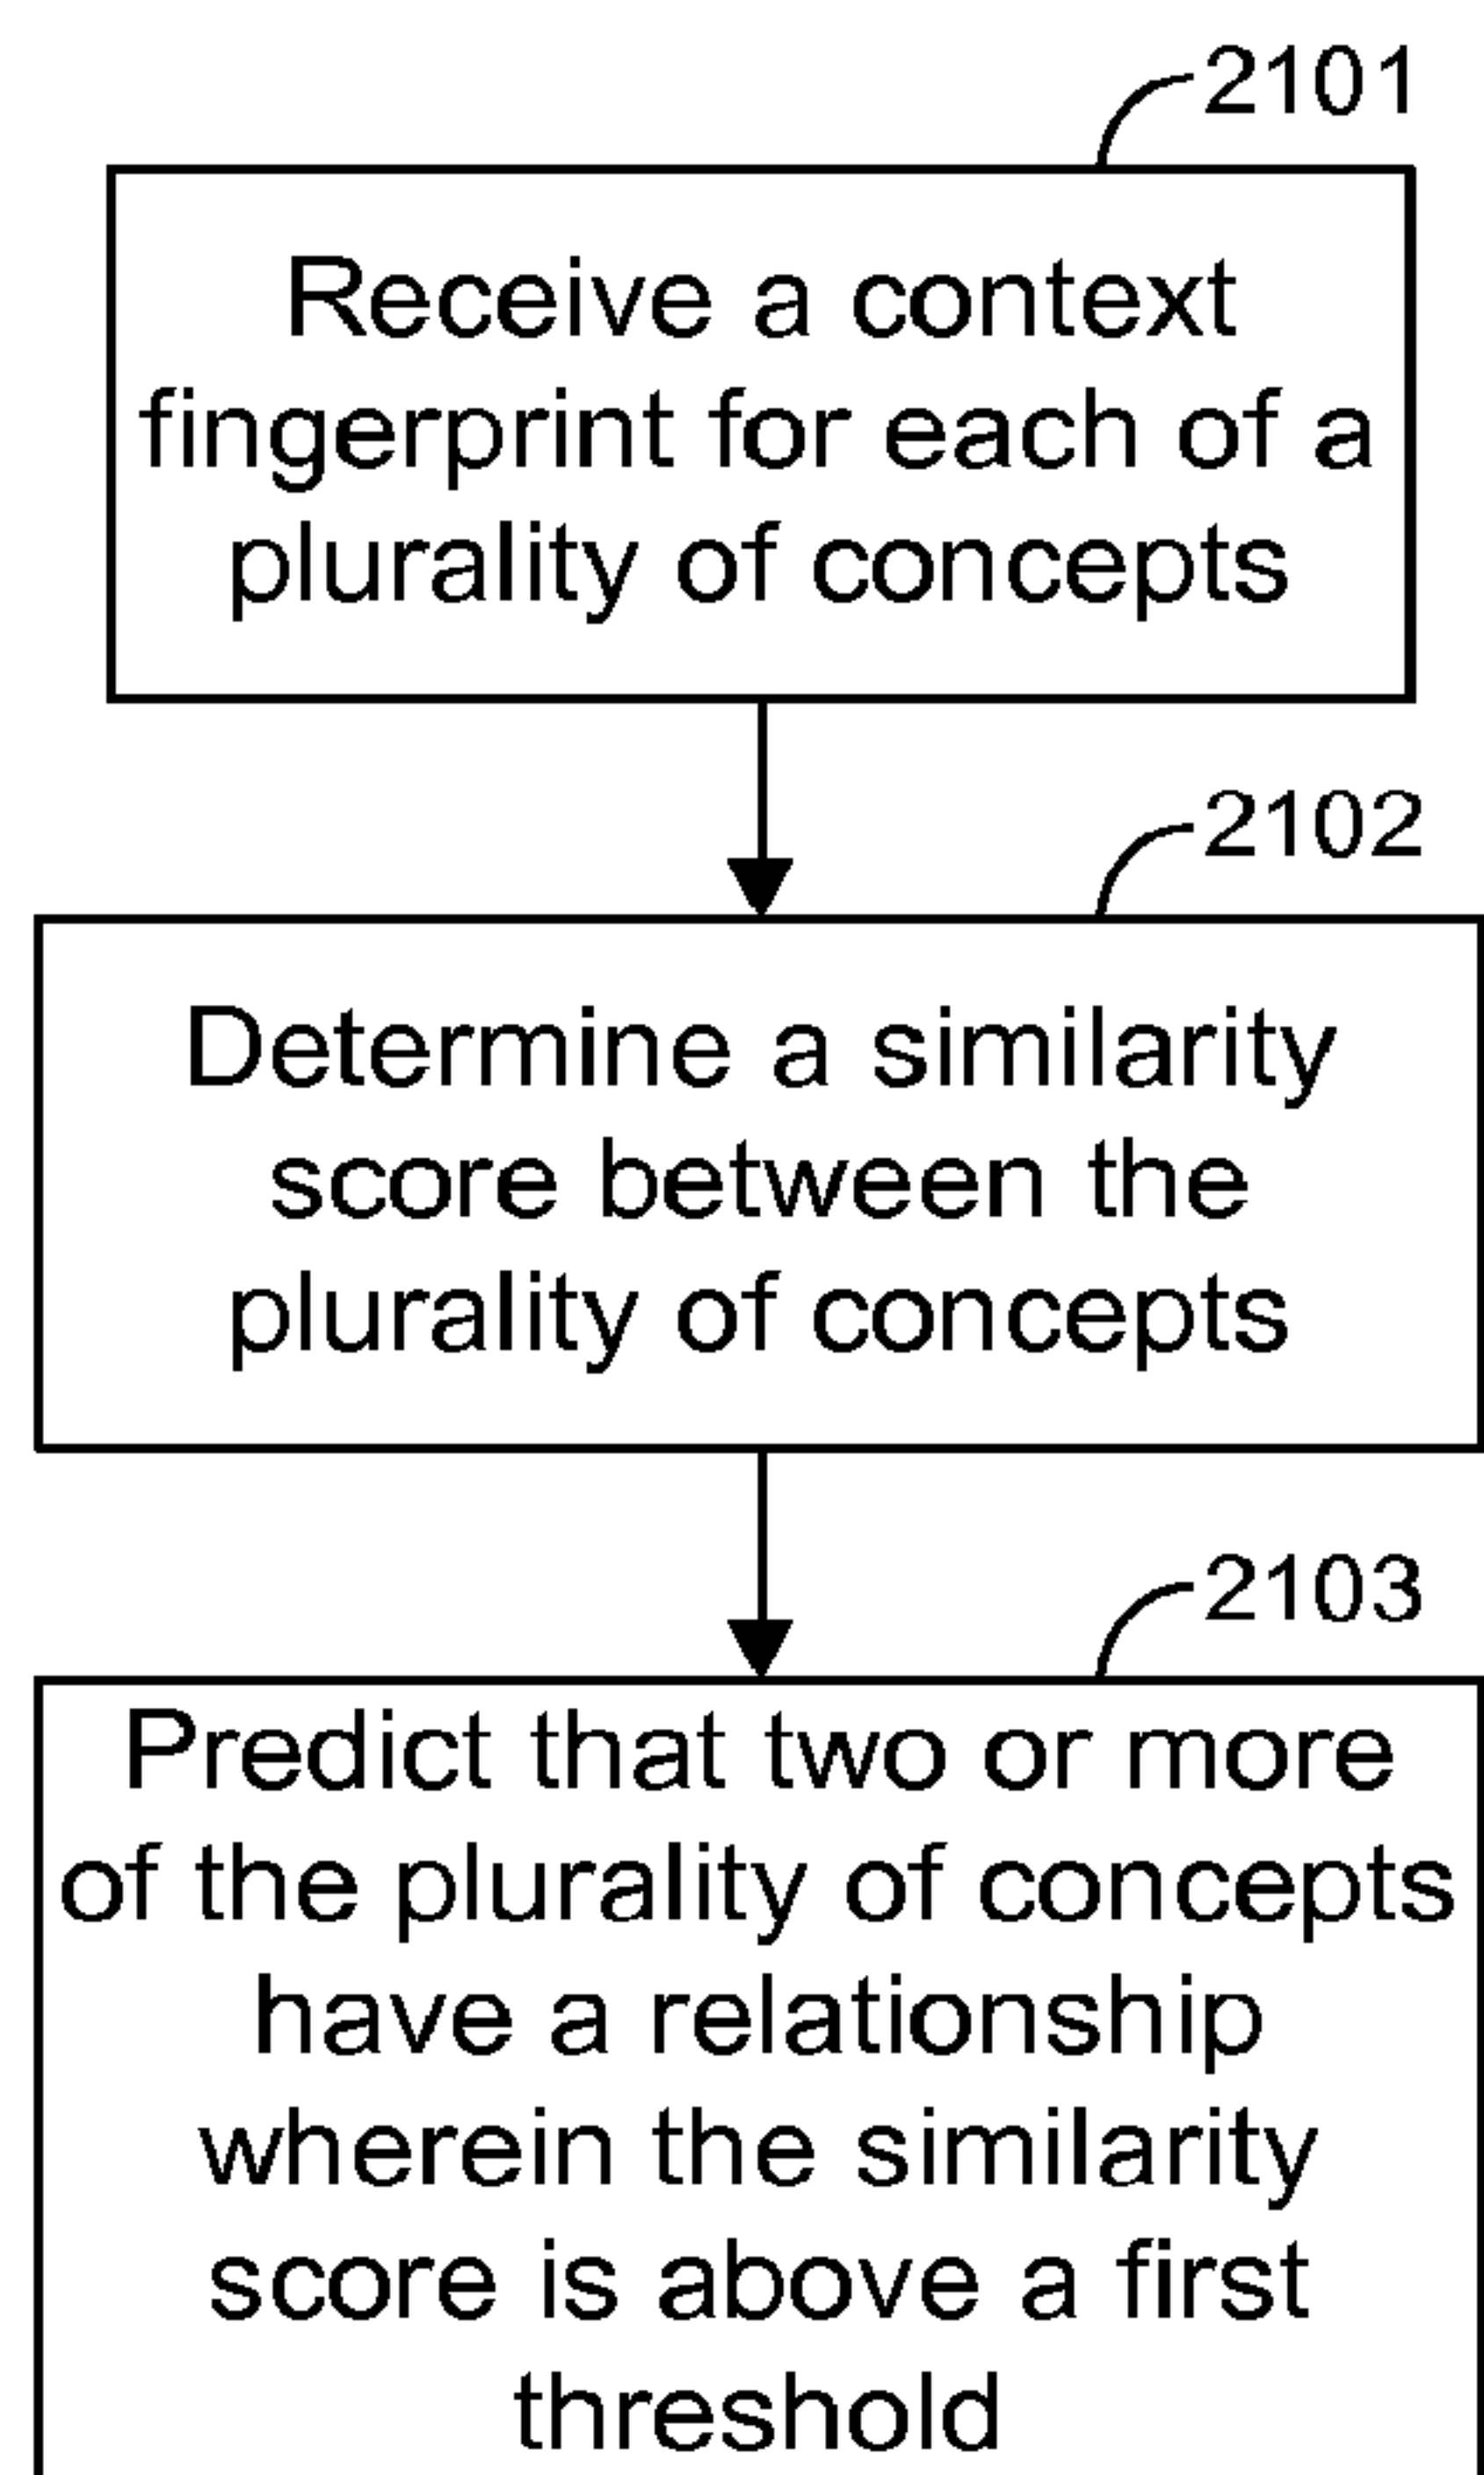 2101
Receive a context
fingerprint for each of a
plurality of concepts
2102
Determine a similarity
score between the
plurality of concepts
2103
Predict that two or more
of the plurality of concepts
have a relationship
wherein the similarity
score is above a first
threshold